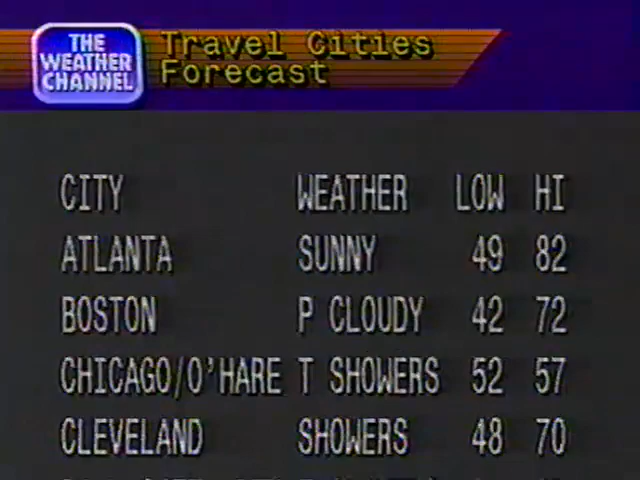 THE
WEATHER
CHANNEL
Travel Cities
Forecast
CITY WEATHER LOW HI
ATLANTA SUNNY 49 82
BOSTON P CLOUDY 42 72
CHICAGO/O'HARE T SHOWERS 52 57
CLEVELAND SHOWERS 48 70